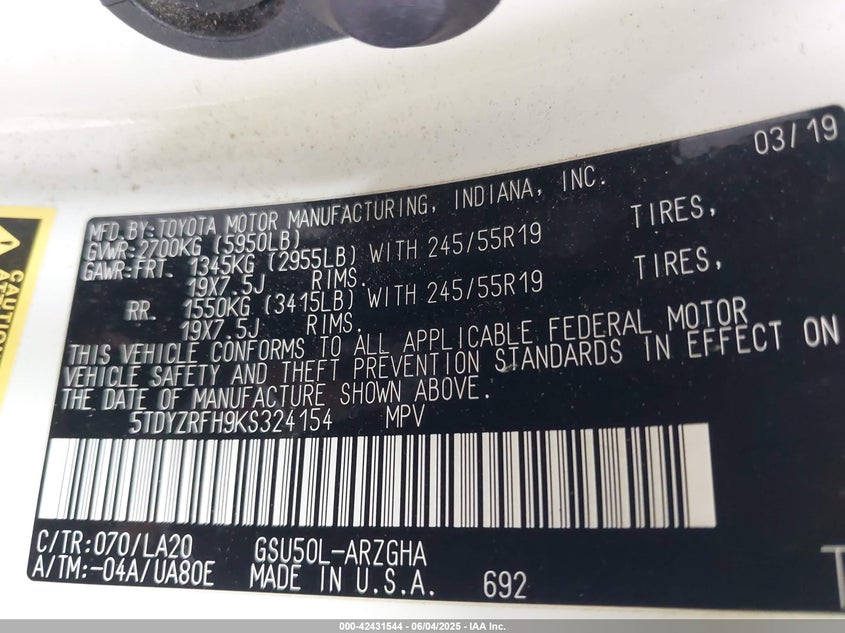 03/19
MFD.BY:TOYOTA MOTOR MANUFACTURING, INDIANA, INC.
GVWR:2700KG (5950LB)
GAWR:FRT. 1345KG (2955LB) WITH 245/55R19 TIRES,
19X7.5J RIMS.
RR. 1550KG (3415LB) WITH 245/55R19 TIRES,
19X7.5J RIMS.
THIS VEHICLE CONFORMS TO ALL APPLICABLE FEDERAL MOTOR
VEHICLE SAFETY AND THEFT PREVENTION STANDARDS IN EFFECT ON
THE DATE OF MANUFACTURE SHOWN ABOVE.
5TDYZRFH9KS324154 MPV
C/TR:070/LA20 GSU50L-ARZGHA
A/TM:-04A/UA80E MADE IN U.S.A. 692
CAUTION
000-42431544 - 06/04/2025 - IAA Inc.